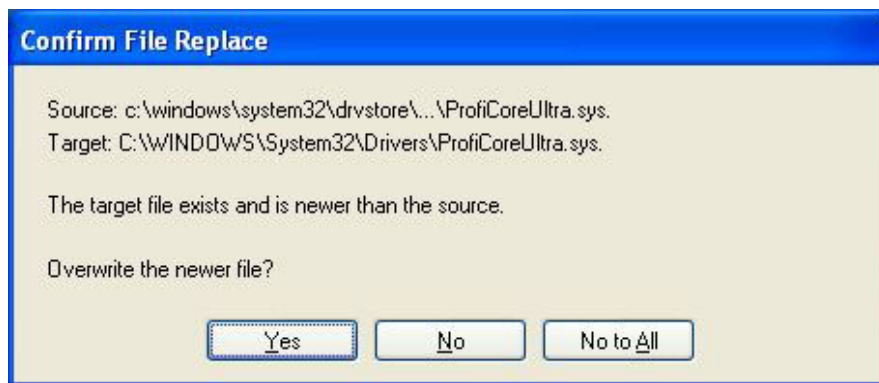 Confirm File Replace
Source: c:\windows\system32\drvstore\...\ProfiCoreUltra.sys.
Target: C:\WINDOWS\System32\Drivers\ProfiCoreUltra.sys.
The target file exists and is newer than the source.
Overwrite the newer file?
Yes
No
No to All